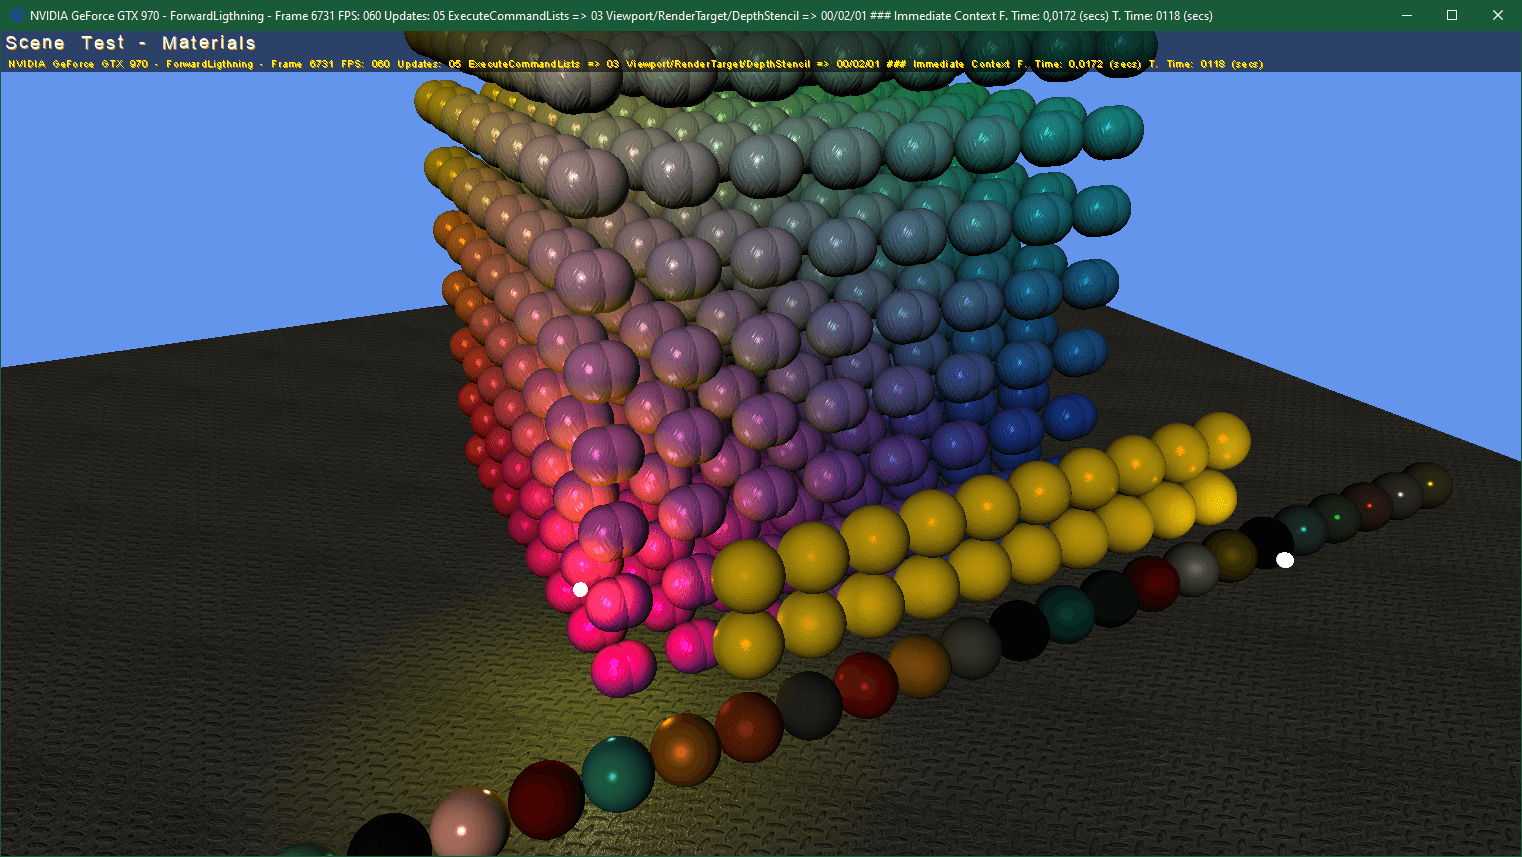 NVIDIA GeForce GTX 970 - ForwardLigthning - Frame 6731 FPS: 060 Updates: 05 ExecuteCommandLists => 03 Viewport/RenderTarget/DepthStencil => 00/02/01 ### Immediate Context F. Time: 0,0172 (secs) T. Time: 0118 (secs)
Scene Test - Materials
NVIDIA GeForce GTX 970 - ForwardLigthning - Frame 6731 FPS: 060 Updates: 05 ExecuteCommandLists => 03 Viewport/RenderTarget/DepthStencil => 00/02/01 ### Immediate Context F. Time: 0,0172 (secs) T. Time: 0118 (secs)